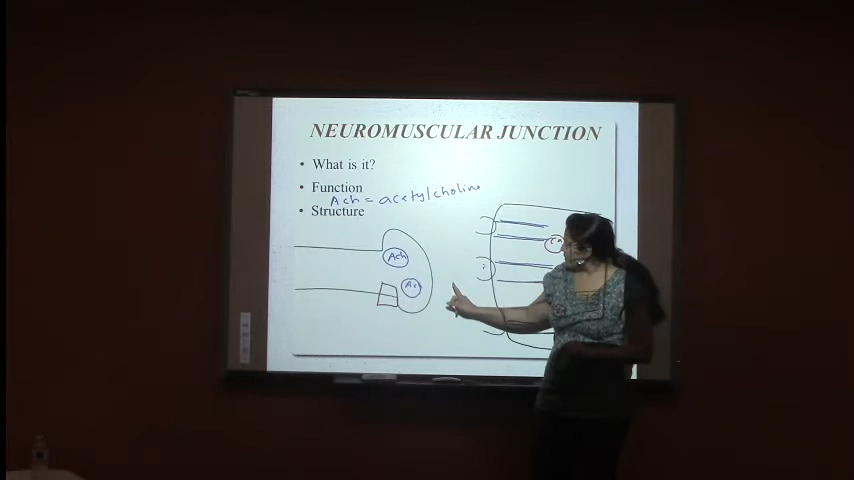 NEUROMUSCULAR JUNCTION
• What is it?
• Function
Ach = acetylcholine
• Structure
Ach
Ach